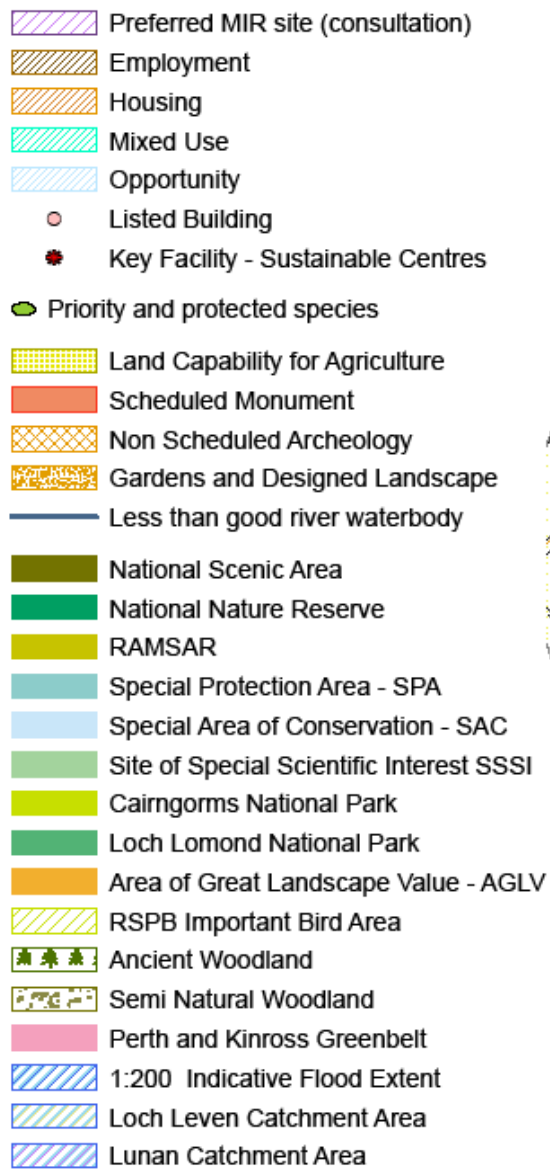 Preferred MIR site (consultation)
Employment
Housing
Mixed Use
Opportunity
Listed Building
Key Facility - Sustainable Centres
Priority and protected species
Land Capability for Agriculture
Scheduled Monument
Non Scheduled Archeology
Gardens and Designed Landscape
Less than good river waterbody
National Scenic Area
National Nature Reserve
RAMSAR
Special Protection Area - SPA
Special Area of Conservation - SAC
Site of Special Scientific Interest SSSI
Cairngorms National Park
Loch Lomond National Park
Area of Great Landscape Value - AGLV
RSPB Important Bird Area
Ancient Woodland
Semi Natural Woodland
Perth and Kinross Greenbelt
1:200 Indicative Flood Extent
Loch Leven Catchment Area
Lunan Catchment Area